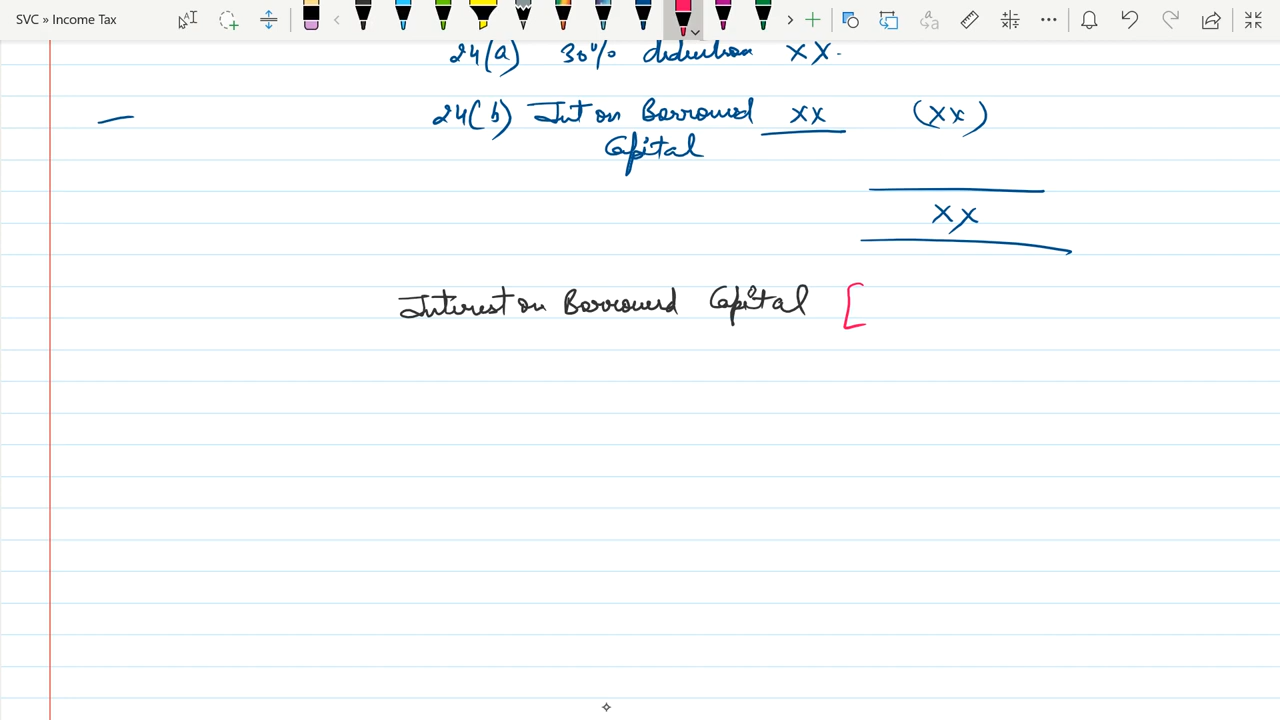 SVC » Income Tax
24(a) 30% deduction XX
24(b) Int on Borrowed XX (XX)
Capital
XX
Interest on Borrowed Capital [